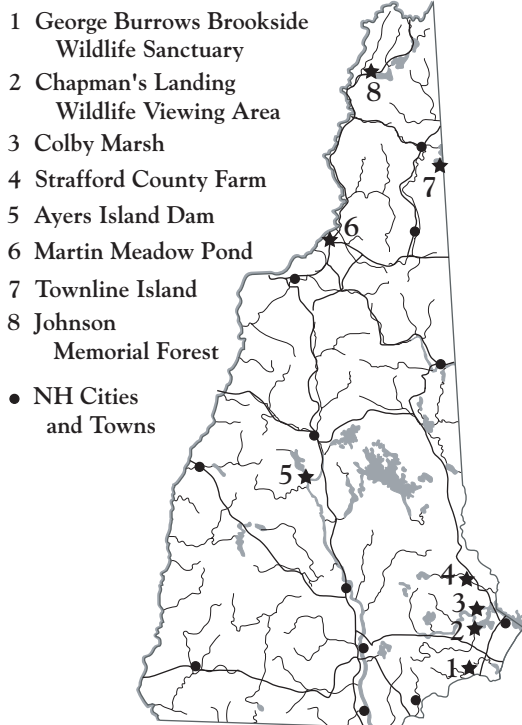 1 George Burrows Brookside
Wildlife Sanctuary
2 Chapman's Landing
Wildlife Viewing Area
3 Colby Marsh
4 Strafford County Farm
5 Ayers Island Dam
6 Martin Meadow Pond
7 Townline Island
8 Johnson
Memorial Forest
• NH Cities
and Towns
8
7
6
5
4
3
2
1